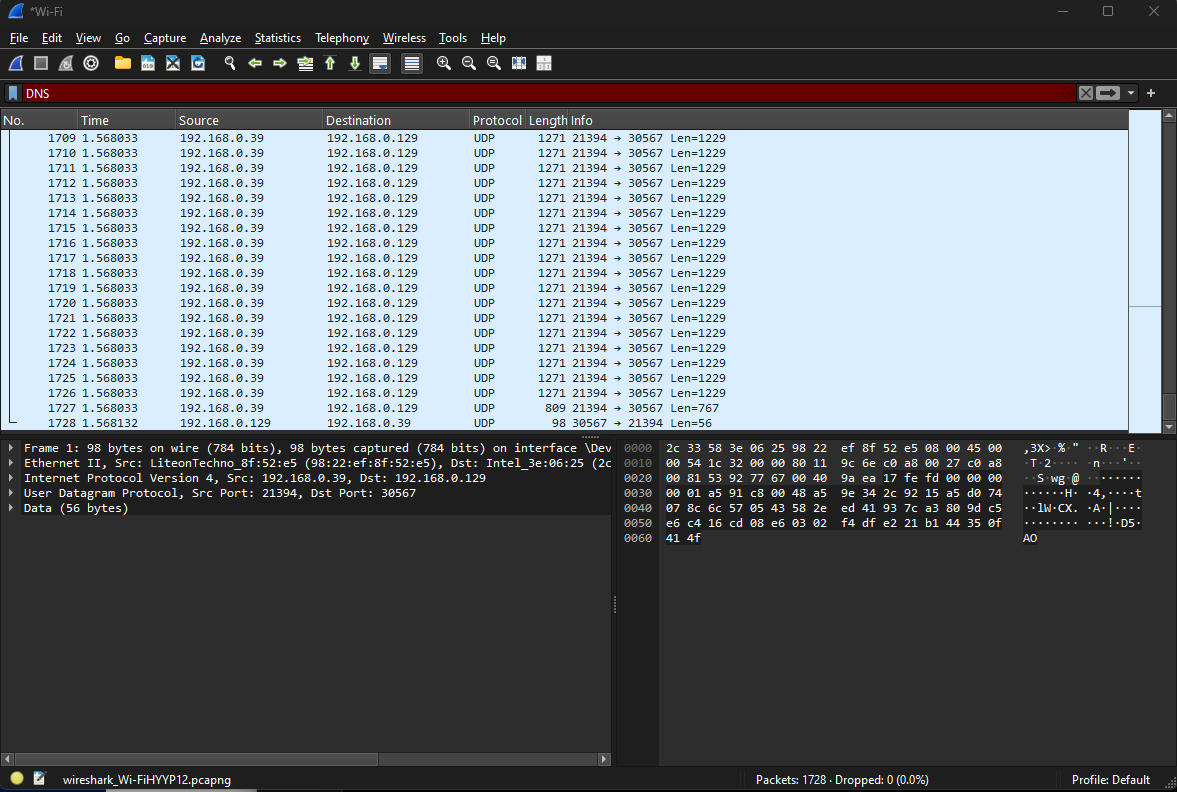 *Wi-Fi
File Edit View Go Capture Analyze Statistics Telephony Wireless Tools Help
DNS
No. Time Source Destination Protocol Length Info
1709 1.568033 192.168.0.39 192.168.0.129 UDP 1271 21394 → 30567 Len=1229
1710 1.568033 192.168.0.39 192.168.0.129 UDP 1271 21394 → 30567 Len=1229
1711 1.568033 192.168.0.39 192.168.0.129 UDP 1271 21394 → 30567 Len=1229
1712 1.568033 192.168.0.39 192.168.0.129 UDP 1271 21394 → 30567 Len=1229
1713 1.568033 192.168.0.39 192.168.0.129 UDP 1271 21394 → 30567 Len=1229
1714 1.568033 192.168.0.39 192.168.0.129 UDP 1271 21394 → 30567 Len=1229
1715 1.568033 192.168.0.39 192.168.0.129 UDP 1271 21394 → 30567 Len=1229
1716 1.568033 192.168.0.39 192.168.0.129 UDP 1271 21394 → 30567 Len=1229
1717 1.568033 192.168.0.39 192.168.0.129 UDP 1271 21394 → 30567 Len=1229
1718 1.568033 192.168.0.39 192.168.0.129 UDP 1271 21394 → 30567 Len=1229
1719 1.568033 192.168.0.39 192.168.0.129 UDP 1271 21394 → 30567 Len=1229
1720 1.568033 192.168.0.39 192.168.0.129 UDP 1271 21394 → 30567 Len=1229
1721 1.568033 192.168.0.39 192.168.0.129 UDP 1271 21394 → 30567 Len=1229
1722 1.568033 192.168.0.39 192.168.0.129 UDP 1271 21394 → 30567 Len=1229
1723 1.568033 192.168.0.39 192.168.0.129 UDP 1271 21394 → 30567 Len=1229
1724 1.568033 192.168.0.39 192.168.0.129 UDP 1271 21394 → 30567 Len=1229
1725 1.568033 192.168.0.39 192.168.0.129 UDP 1271 21394 → 30567 Len=1229
1726 1.568033 192.168.0.39 192.168.0.129 UDP 1271 21394 → 30567 Len=1229
1727 1.568033 192.168.0.39 192.168.0.129 UDP 809 21394 → 30567 Len=767
1728 1.568132 192.168.0.129 192.168.0.39 UDP 98 30567 → 21394 Len=56
Frame 1: 98 bytes on wire (784 bits), 98 bytes captured (784 bits) on interface \Dev
Ethernet II, Src: LiteonTechno_8f:52:e5 (98:22:ef:8f:52:e5), Dst: Intel_3e:06:25 (2c
Internet Protocol Version 4, Src: 192.168.0.39, Dst: 192.168.0.129
User Datagram Protocol, Src Port: 21394, Dst Port: 30567
Data (56 bytes)
0000 2c 33 58 3e 06 25 98 22 ef 8f 52 e5 08 00 45 00 ,3X>·%·" ··R···E·
0010 00 54 1c 32 00 00 80 11 9c 6e c0 a8 00 27 c0 a8 ·T·2···· ·n···'··
0020 00 81 53 92 77 67 00 40 9a ea 17 fe fd 00 00 00 ··S·wg·@ ········
0030 00 01 a5 91 c8 00 48 a5 9e 34 2c 92 15 a5 d0 74 ······H· ·4,····t
0040 07 8c 6c 57 05 43 58 2e ed 41 93 7c a3 80 9d c5 ··lW·CX. ·A·|····
0050 e6 c4 16 cd 08 e6 03 02 f4 df e2 21 b1 44 35 0f ········ ···!·D5·
0060 41 4f AO
wireshark_Wi-FiHYYP12.pcapng
Packets: 1728 · Dropped: 0 (0.0%)
Profile: Default